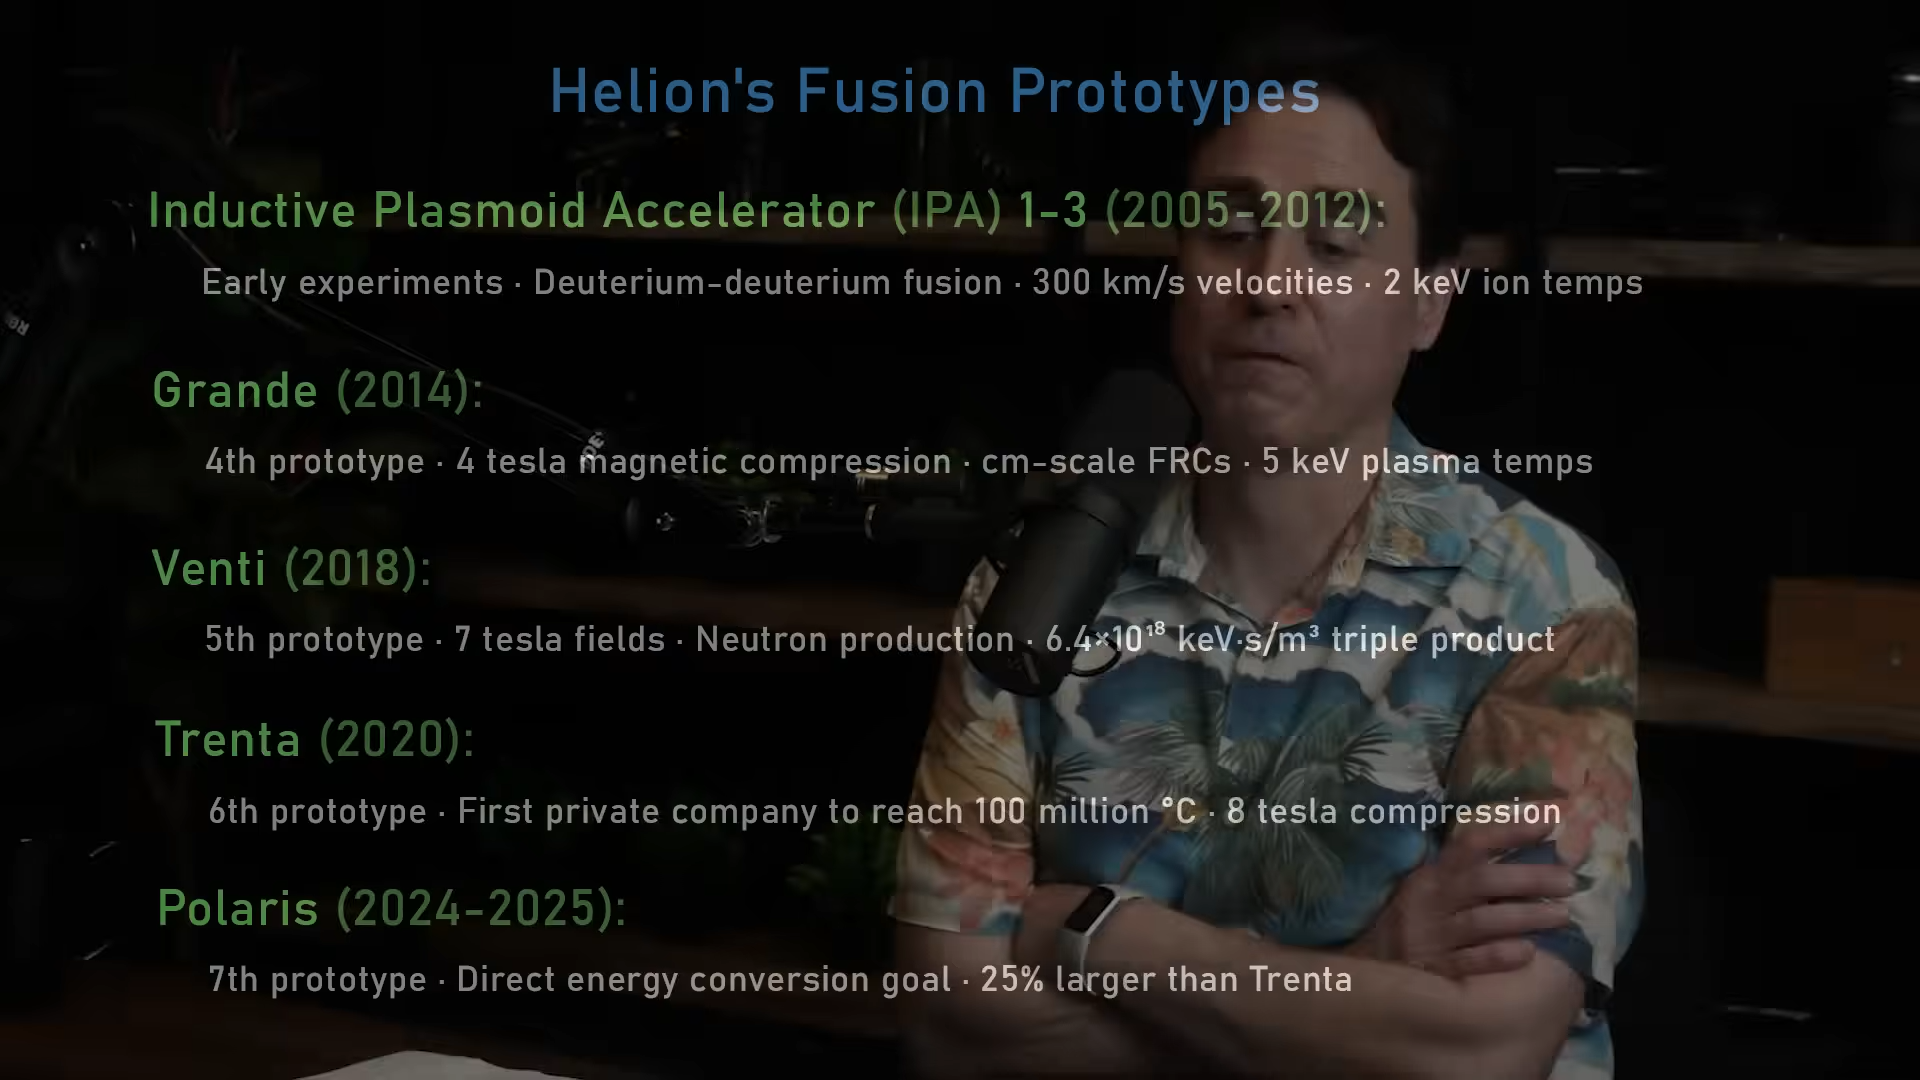 Helion's Fusion Prototypes
Inductive Plasmoid Accelerator (IPA) 1-3 (2005-2012):
Early experiments · Deuterium-deuterium fusion · 300 km/s velocities · 2 keV ion temps
Grande (2014):
4th prototype · 4 tesla magnetic compression · cm-scale FRCs · 5 keV plasma temps
Venti (2018):
5th prototype · 7 tesla fields · Neutron production · 6.4×10¹⁸ keV·s/m³ triple product
Trenta (2020):
6th prototype · First private company to reach 100 million °C · 8 tesla compression
Polaris (2024-2025):
7th prototype · Direct energy conversion goal · 25% larger than Trenta